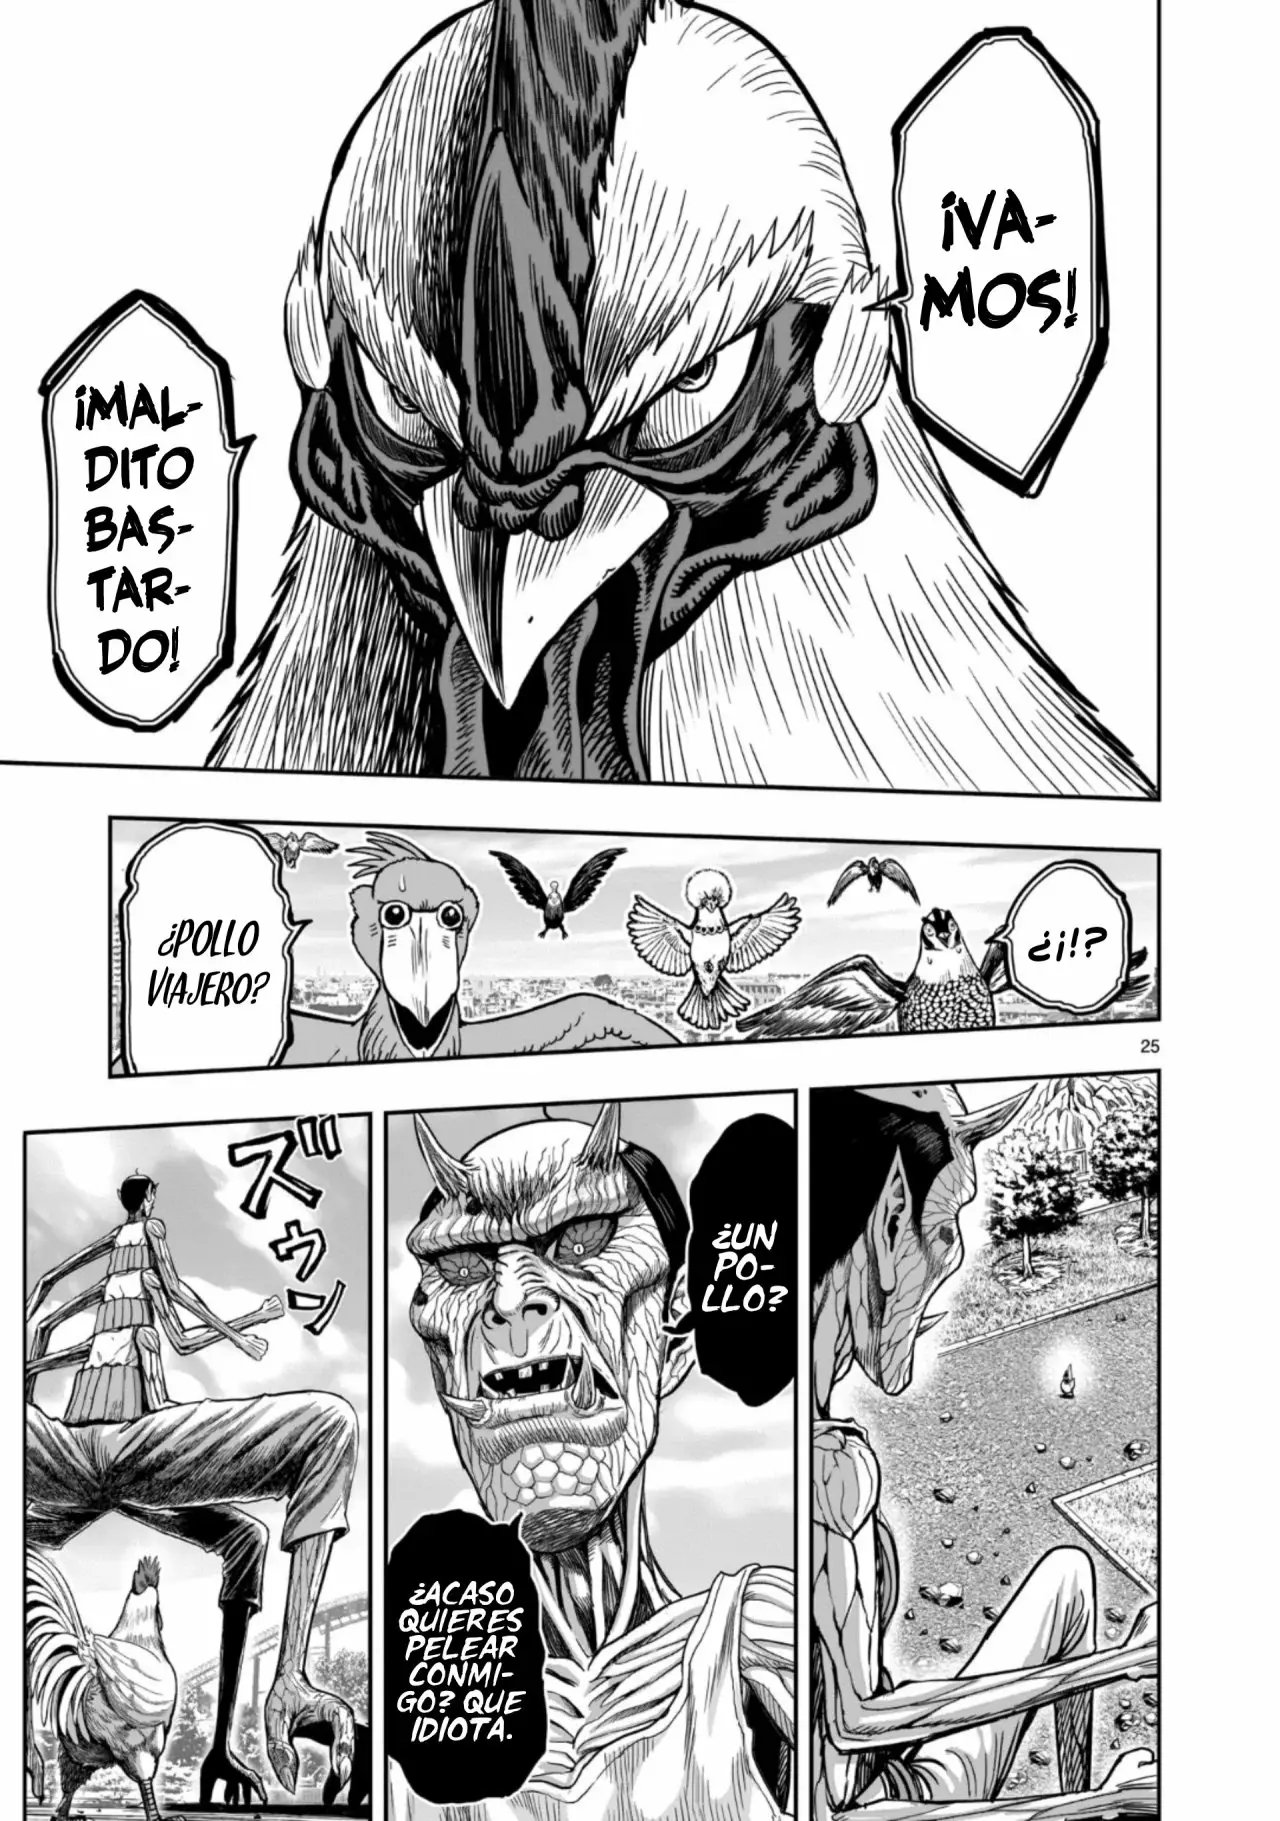 ¡VA-
MOS!
¡MAL-
DITO
BAS-
TAR-
DO!
¿¡!?
¿POLLO
VIAJERO?
25
¿UN
PO-
LLO?
¿ACASO
QUIERES
PELEAR
CONMI-
GO? QUE
IDIOTA.
ズゥン